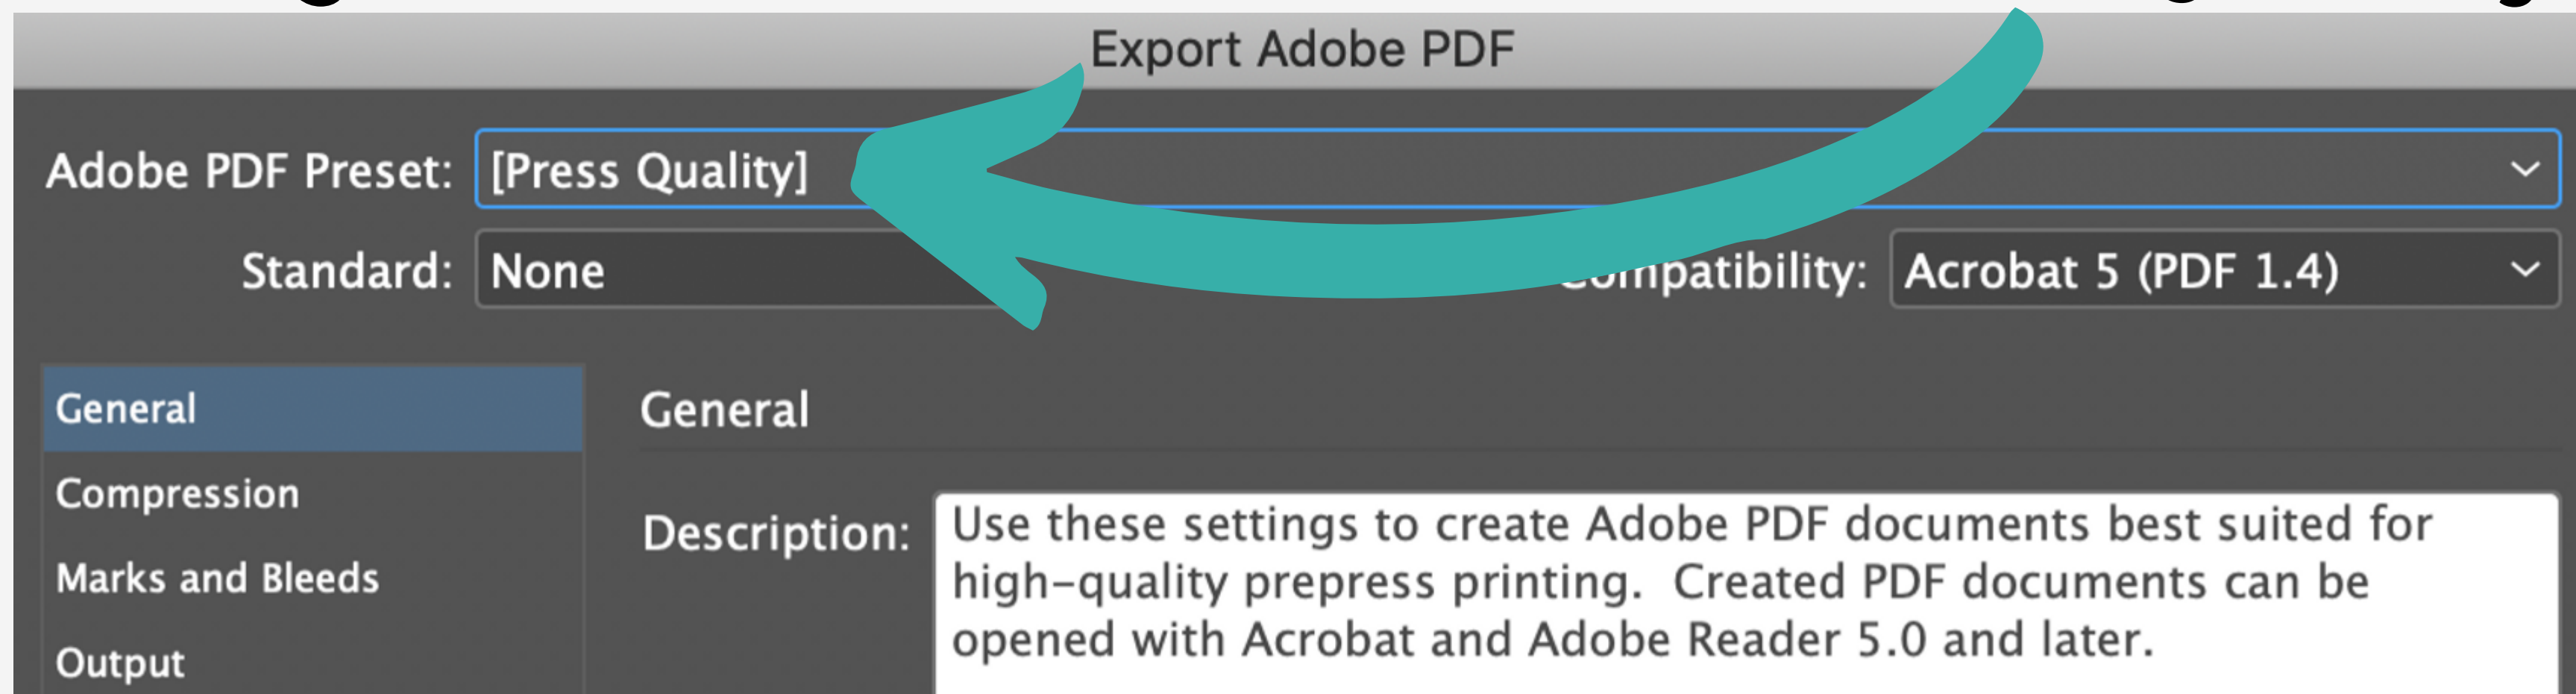 Export Adobe PDF
Adobe PDF Preset: [Press Quality]
Standard: None Compatibility: Acrobat 5 (PDF 1.4)
General
General
Compression
Description: Use these settings to create Adobe PDF documents best suited for
high-quality prepress printing.  Created PDF documents can be
Marks and Bleeds
opened with Acrobat and Adobe Reader 5.0 and later.
Output